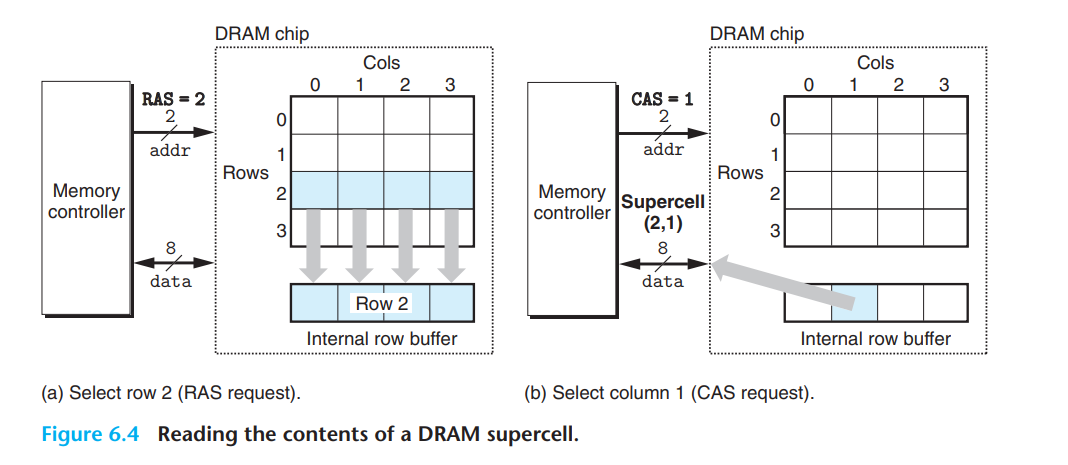 DRAM chip
Cols
0 1 2 3
RAS = 2
2
addr
Rows
0
1
2
3
Memory
controller
8
data
Row 2
Internal row buffer
(a) Select row 2 (RAS request).
DRAM chip
Cols
0 1 2 3
CAS = 1
2
addr
Rows
0
1
2
3
Memory
controller
Supercell
(2,1)
8
data
Internal row buffer
(b) Select column 1 (CAS request).
Figure 6.4 Reading the contents of a DRAM supercell.